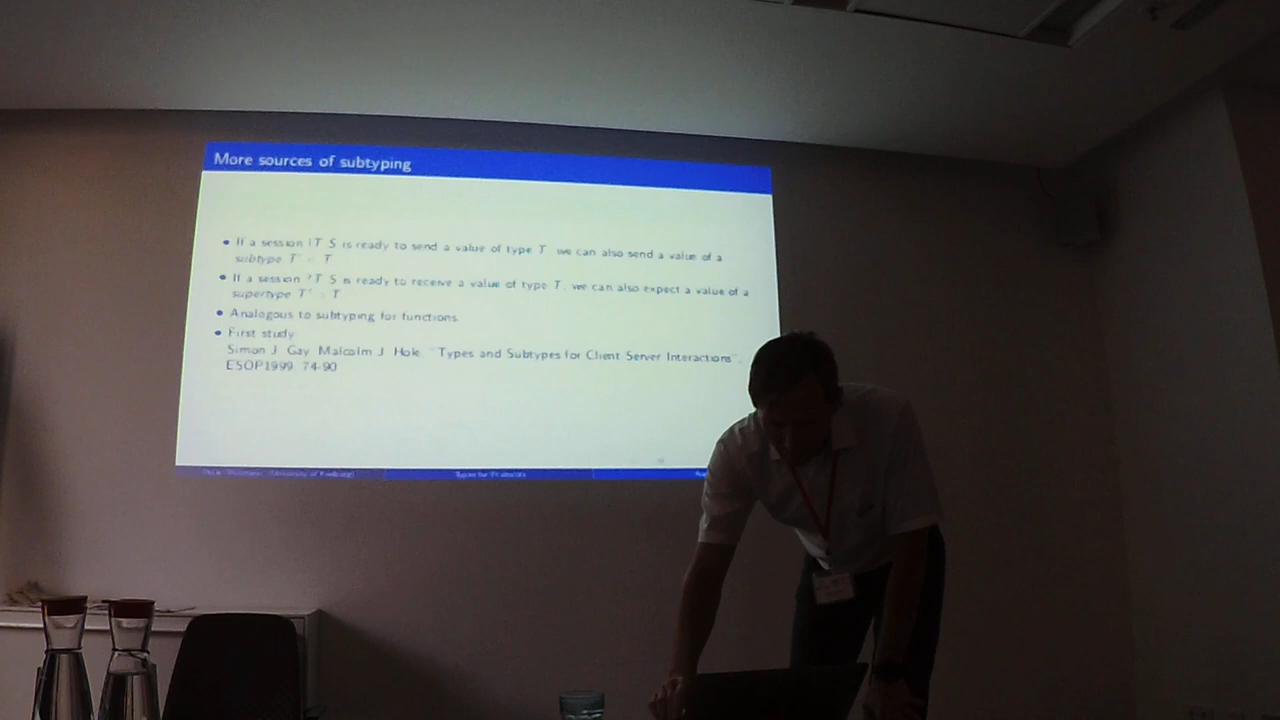 More sources of subtyping
• If a session !T S is ready to send a value of type T we can also send a value of a
subtype T' <: T
• If a session ?T S is ready to receive a value of type T, we can also expect a value of a
supertype T' :> T
• Analogous to subtyping for functions.
• First study
Simon J Gay Malcolm J Hole "Types and Subtypes for Client Server Interactions".
ESOP1999 74-90
(University of Freiburg) Types for Protocols